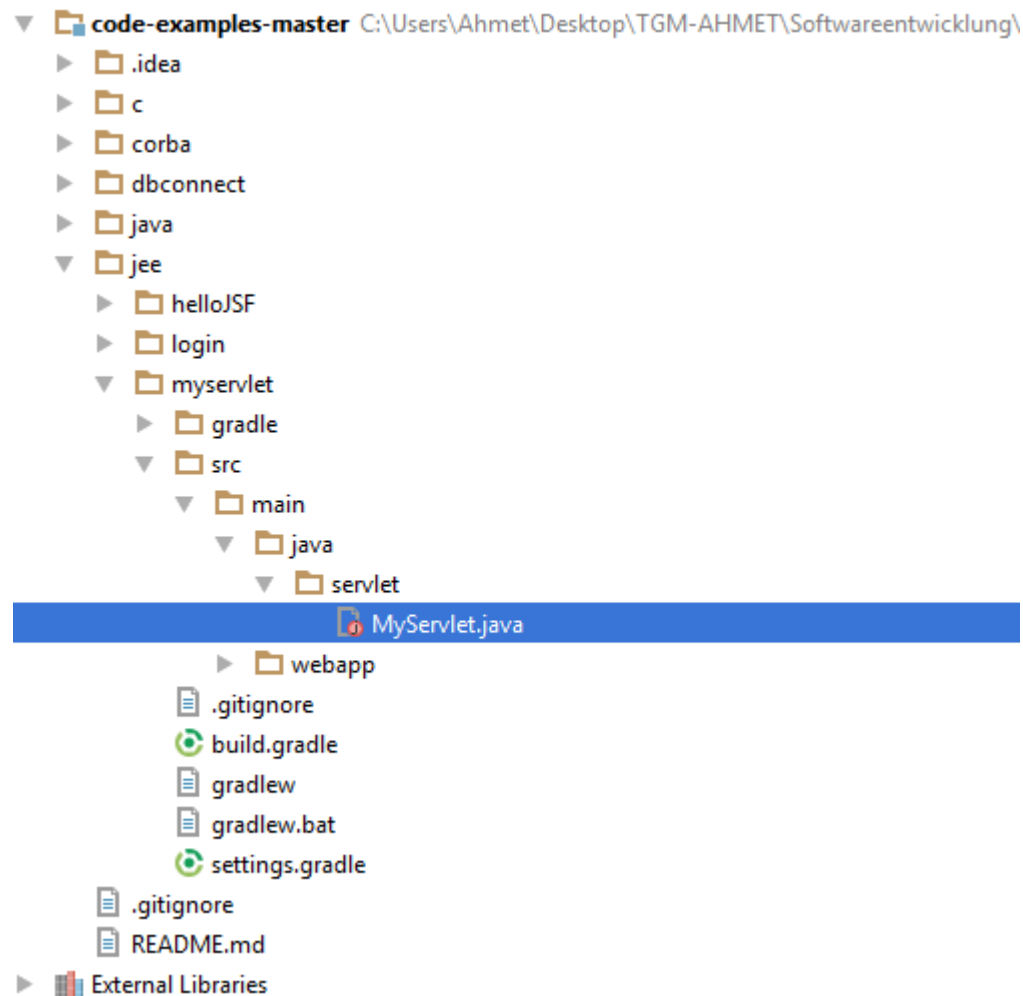 code-examples-master C:\Users\Ahmet\Desktop\TGM-AHMET\Softwareentwicklung\
.idea
c
corba
dbconnect
java
jee
helloJSF
login
myservlet
gradle
src
main
java
servlet
MyServlet.java
webapp
.gitignore
build.gradle
gradlew
gradlew.bat
settings.gradle
.gitignore
README.md
External Libraries